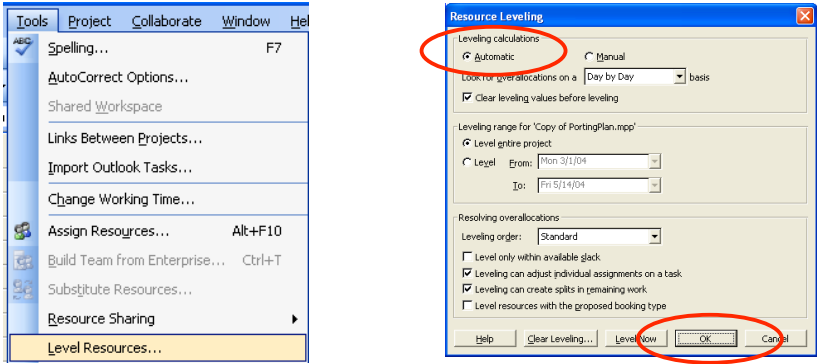 Tools Project Collaborate Window Hel
Spelling... F7
AutoCorrect Options...
Shared Workspace
Links Between Projects...
Import Outlook Tasks...
Change Working Time...
Assign Resources... Alt+F10
Build Team from Enterprise... Ctrl+T
Substitute Resources...
Resource Sharing
Level Resources...
Resource Leveling
Leveling calculations
Automatic Manual
Look for overallocations on a Day by Day basis
Clear leveling values before leveling
Leveling range for 'Copy of PortingPlan.mpp'
Level entire project
Level From: Mon 3/1/04
To: Fri 5/14/04
Resolving overallocations
Leveling order: Standard
Level only within available slack
Leveling can adjust individual assignments on a task
Leveling can create splits in remaining work
Level resources with the proposed booking type
Help Clear Leveling... Level Now OK Cancel